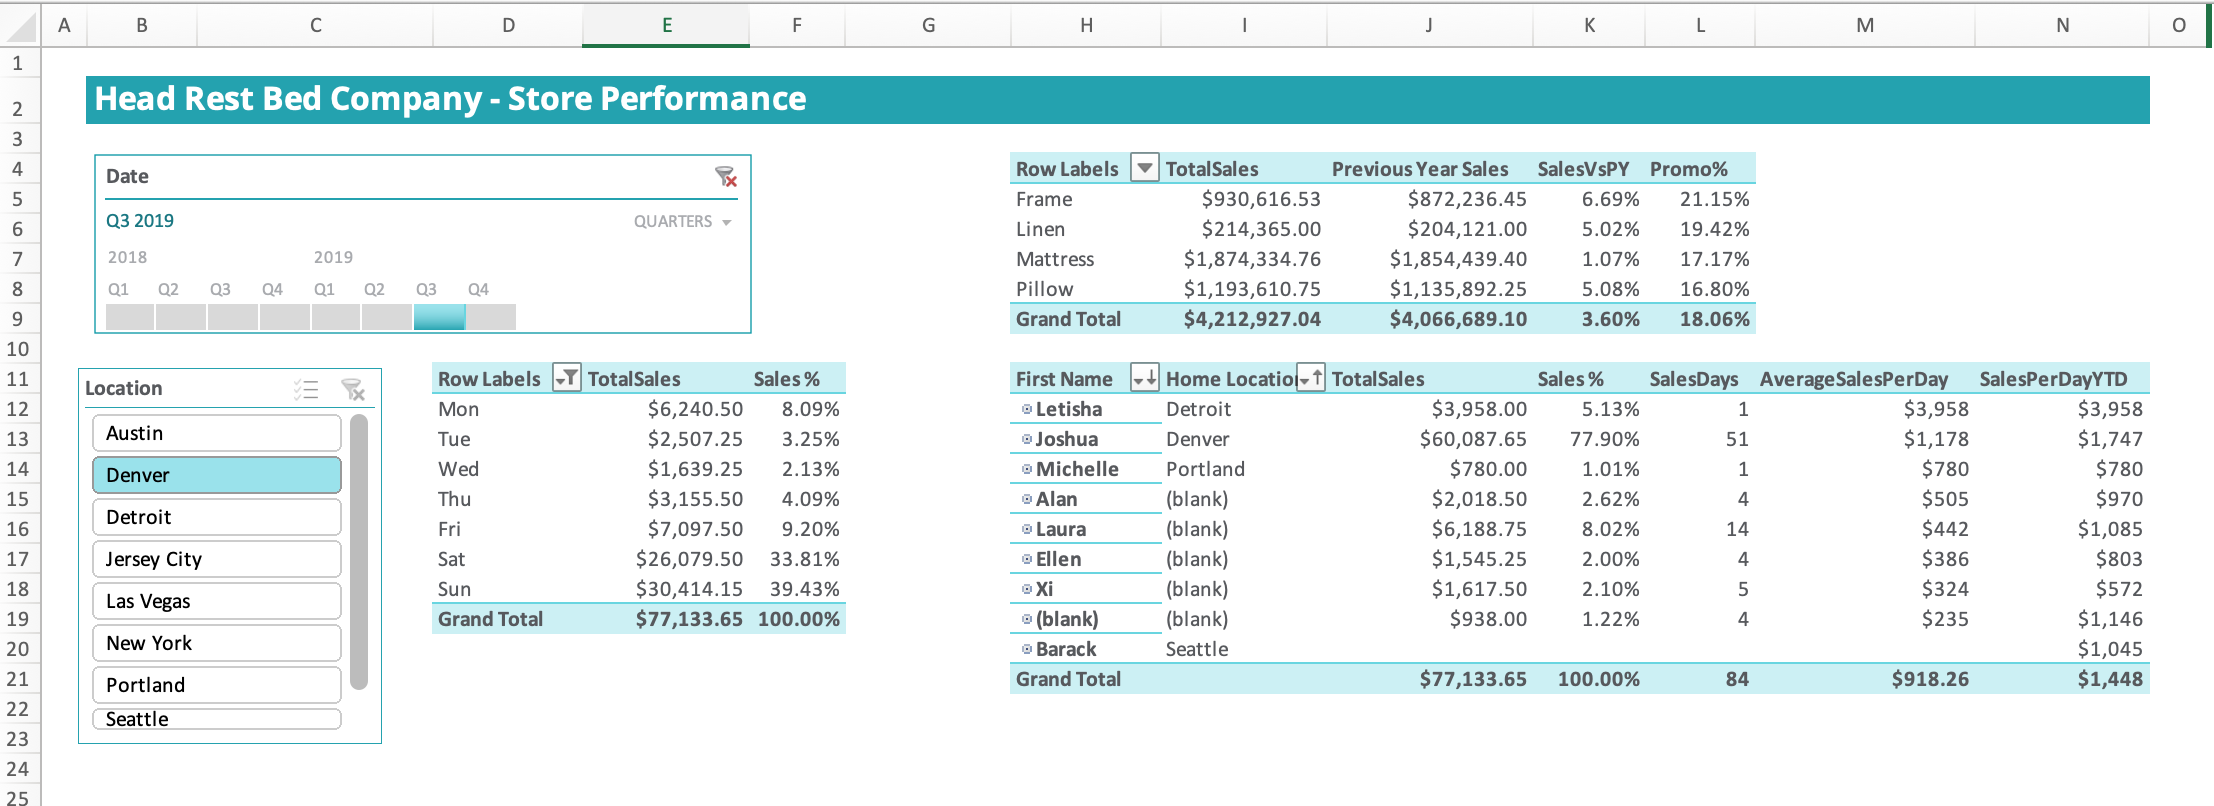 A B C D E F G H I J K L M N O
1
2 Head Rest Bed Company - Store Performance
3
4 Date Row Labels TotalSales Previous Year Sales SalesVsPY Promo%
5 Frame $930,616.53 $872,236.45 6.69% 21.15%
6 Q3 2019 QUARTERS Linen $214,365.00 $204,121.00 5.02% 19.42%
7 2018 2019 Mattress $1,874,334.76 $1,854,439.40 1.07% 17.17%
8 Q1 Q2 Q3 Q4 Q1 Q2 Q3 Q4 Pillow $1,193,610.75 $1,135,892.25 5.08% 16.80%
9 Grand Total $4,212,927.04 $4,066,689.10 3.60% 18.06%
10
11 Location Row Labels TotalSales Sales % First Name Home Locatio TotalSales Sales % SalesDays AverageSalesPerDay SalesPerDayYTD
12 Mon $6,240.50 8.09% Letisha Detroit $3,958.00 5.13% 1 $3,958 $3,958
13 Austin Tue $2,507.25 3.25% Joshua Denver $60,087.65 77.90% 51 $1,178 $1,747
14 Denver Wed $1,639.25 2.13% Michelle Portland $780.00 1.01% 1 $780 $780
15 Thu $3,155.50 4.09% Alan (blank) $2,018.50 2.62% 4 $505 $970
16 Detroit Fri $7,097.50 9.20% Laura (blank) $6,188.75 8.02% 14 $442 $1,085
17 Jersey City Sat $26,079.50 33.81% Ellen (blank) $1,545.25 2.00% 4 $386 $803
18 Las Vegas Sun $30,414.15 39.43% Xi (blank) $1,617.50 2.10% 5 $324 $572
19 Grand Total $77,133.65 100.00% (blank) (blank) $938.00 1.22% 4 $235 $1,146
20 New York Barack Seattle $1,045
21 Portland Grand Total $77,133.65 100.00% 84 $918.26 $1,448
22 Seattle
23
24
25